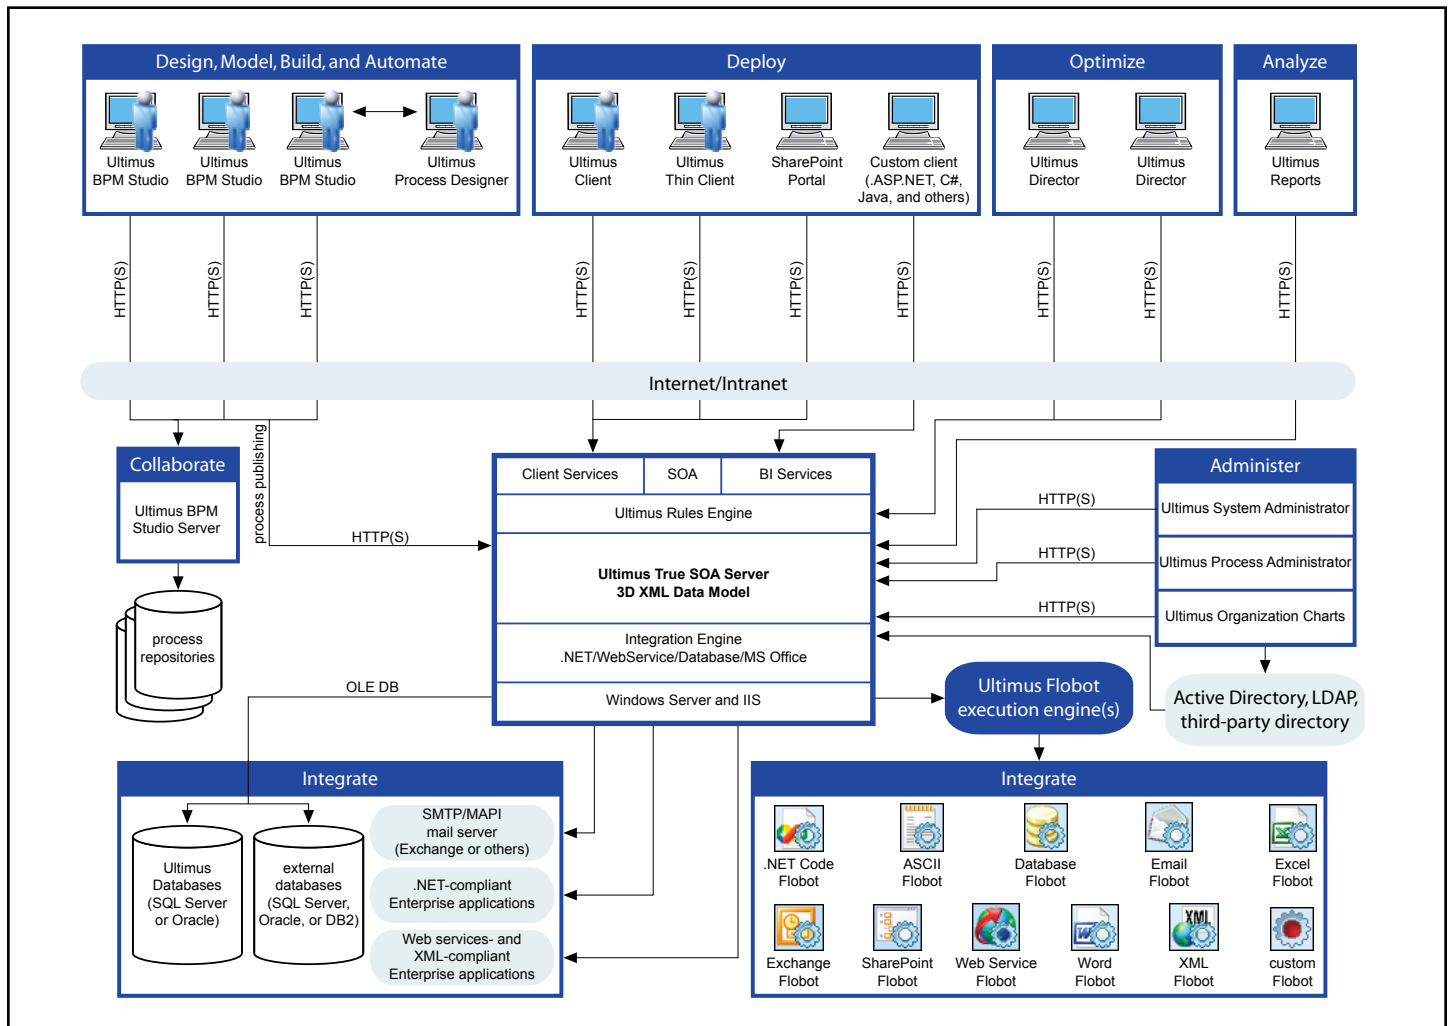 Design, Model, Build, and Automate
Ultimus
BPM Studio
Ultimus
BPM Studio
Ultimus
BPM Studio
Ultimus
Process Designer
Deploy
Ultimus
Client
Ultimus
Thin Client
SharePoint
Portal
Custom client
(.ASP.NET, C#,
Java, and others)
Optimize
Ultimus
Director
Ultimus
Director
Analyze
Ultimus
Reports
HTTP(S)
HTTP(S)
HTTP(S)
HTTP(S)
HTTP(S)
HTTP(S)
HTTP(S)
HTTP(S)
HTTP(S)
HTTP(S)
Internet/Intranet
process publishing
Collaborate
Ultimus BPM
Studio Server
process
repositories
HTTP(S)
Client Services
SOA
BI Services
Ultimus Rules Engine
Ultimus True SOA Server
3D XML Data Model
Integration Engine
.NET/WebService/Database/MS Office
Windows Server and IIS
HTTP(S)
HTTP(S)
HTTP(S)
Administer
Ultimus System Administrator
Ultimus Process Administrator
Ultimus Organization Charts
Active Directory, LDAP,
third-party directory
Ultimus Flobot
execution engine(s)
OLE DB
Integrate
Ultimus
Databases
(SQL Server
or Oracle)
external
databases
(SQL Server,
Oracle, or DB2)
SMTP/MAPI
mail server
(Exchange or others)
.NET-compliant
Enterprise applications
Web services- and
XML-compliant
Enterprise applications
Integrate
.NET Code
Flobot
ASCII
Flobot
Database
Flobot
Email
Flobot
Excel
Flobot
Exchange
Flobot
SharePoint
Flobot
Web Service
Flobot
Word
Flobot
XML
XML
Flobot
custom
Flobot